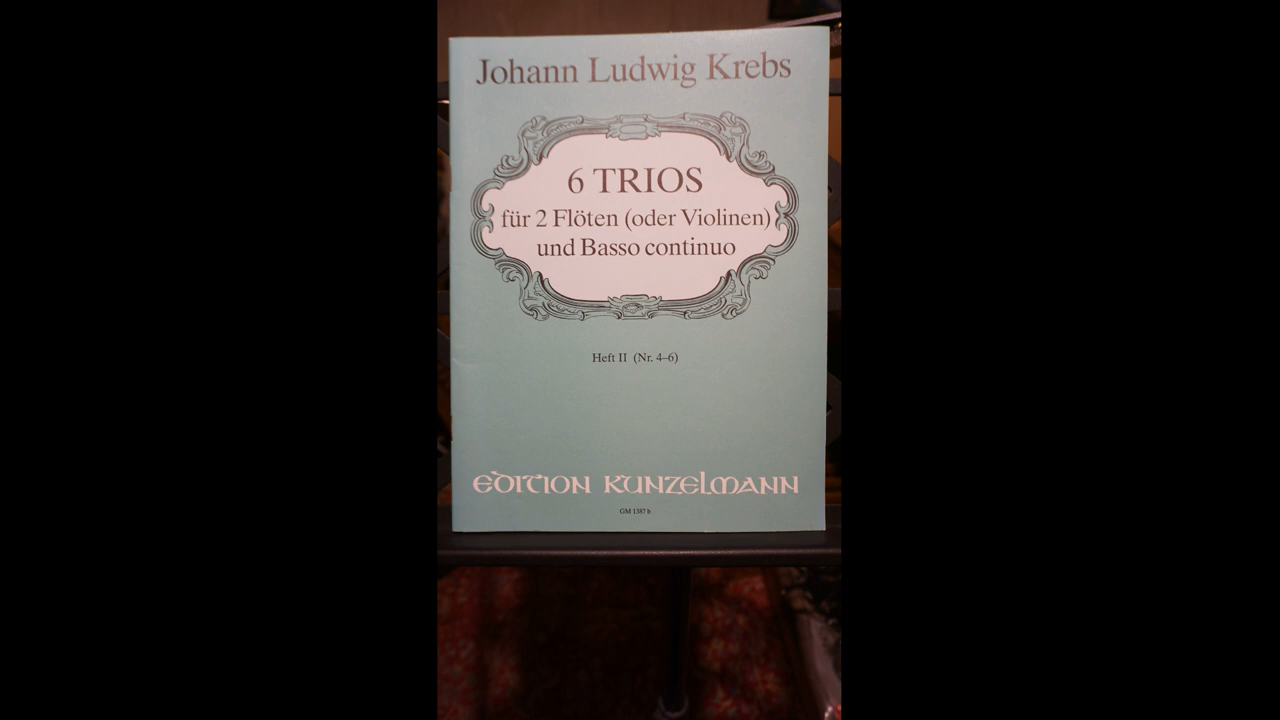 Johann Ludwig Krebs
6 TRIOS
für 2 Flöten (oder Violinen)
und Basso continuo
Heft II (Nr. 4–6)
EDITION KUNZELMANN
GM 1387 b